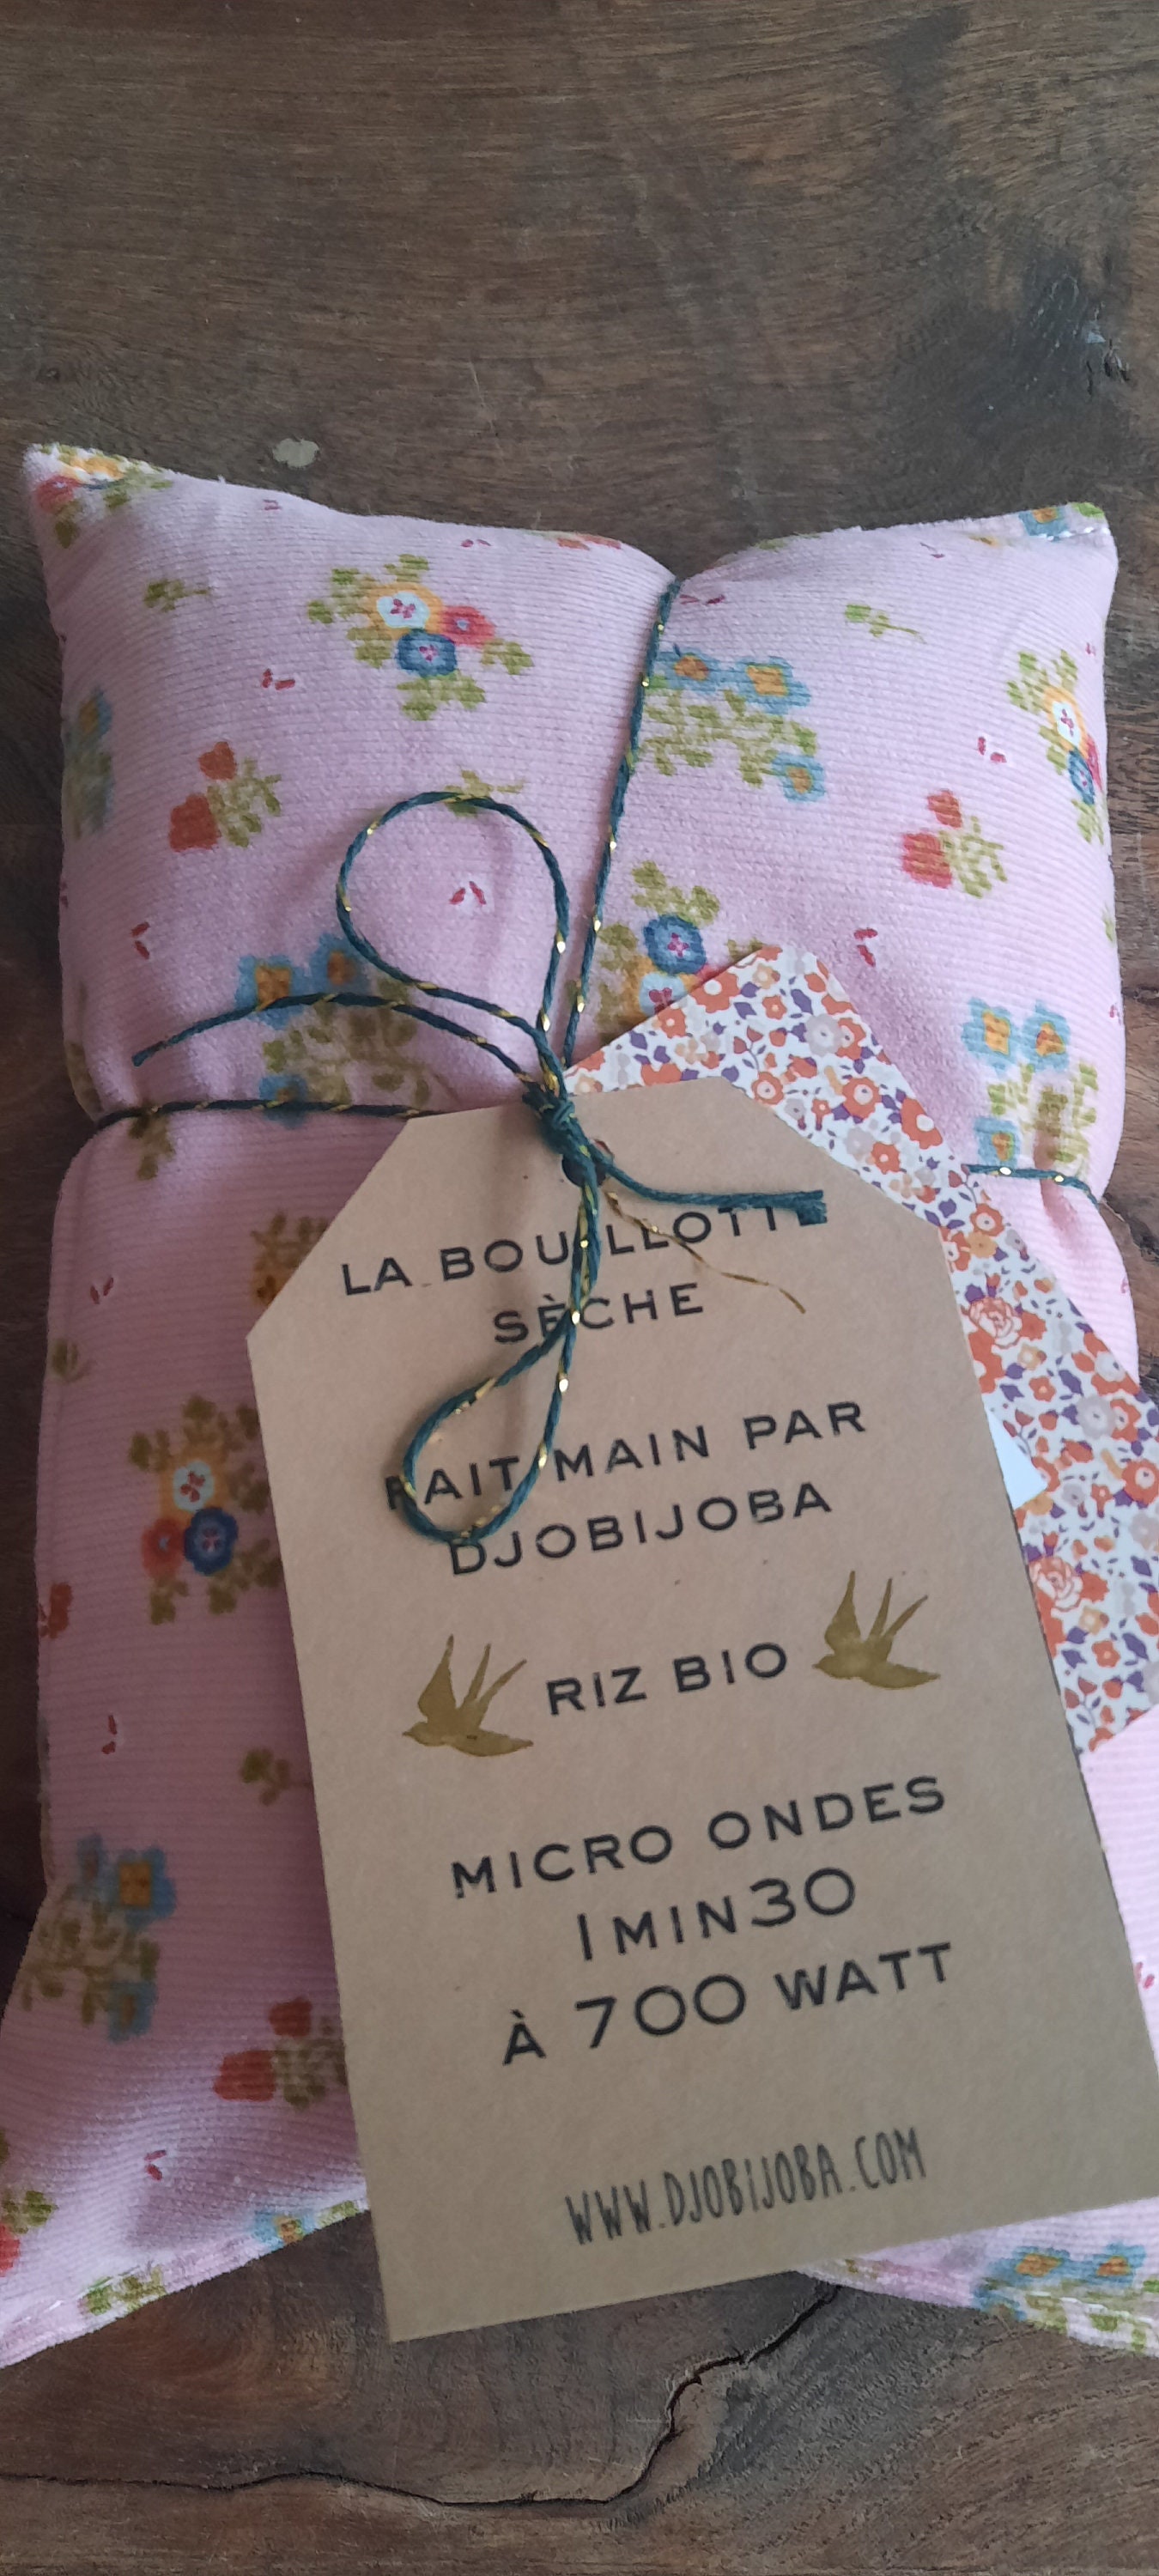 LA BOUILLOTTE
SÈCHE
FAIT MAIN PAR
DJOBIJOBA
RIZ BIO
MICRO ONDES
1MIN30
À 700 WATT
WWW.DJOBIJOBA.COM